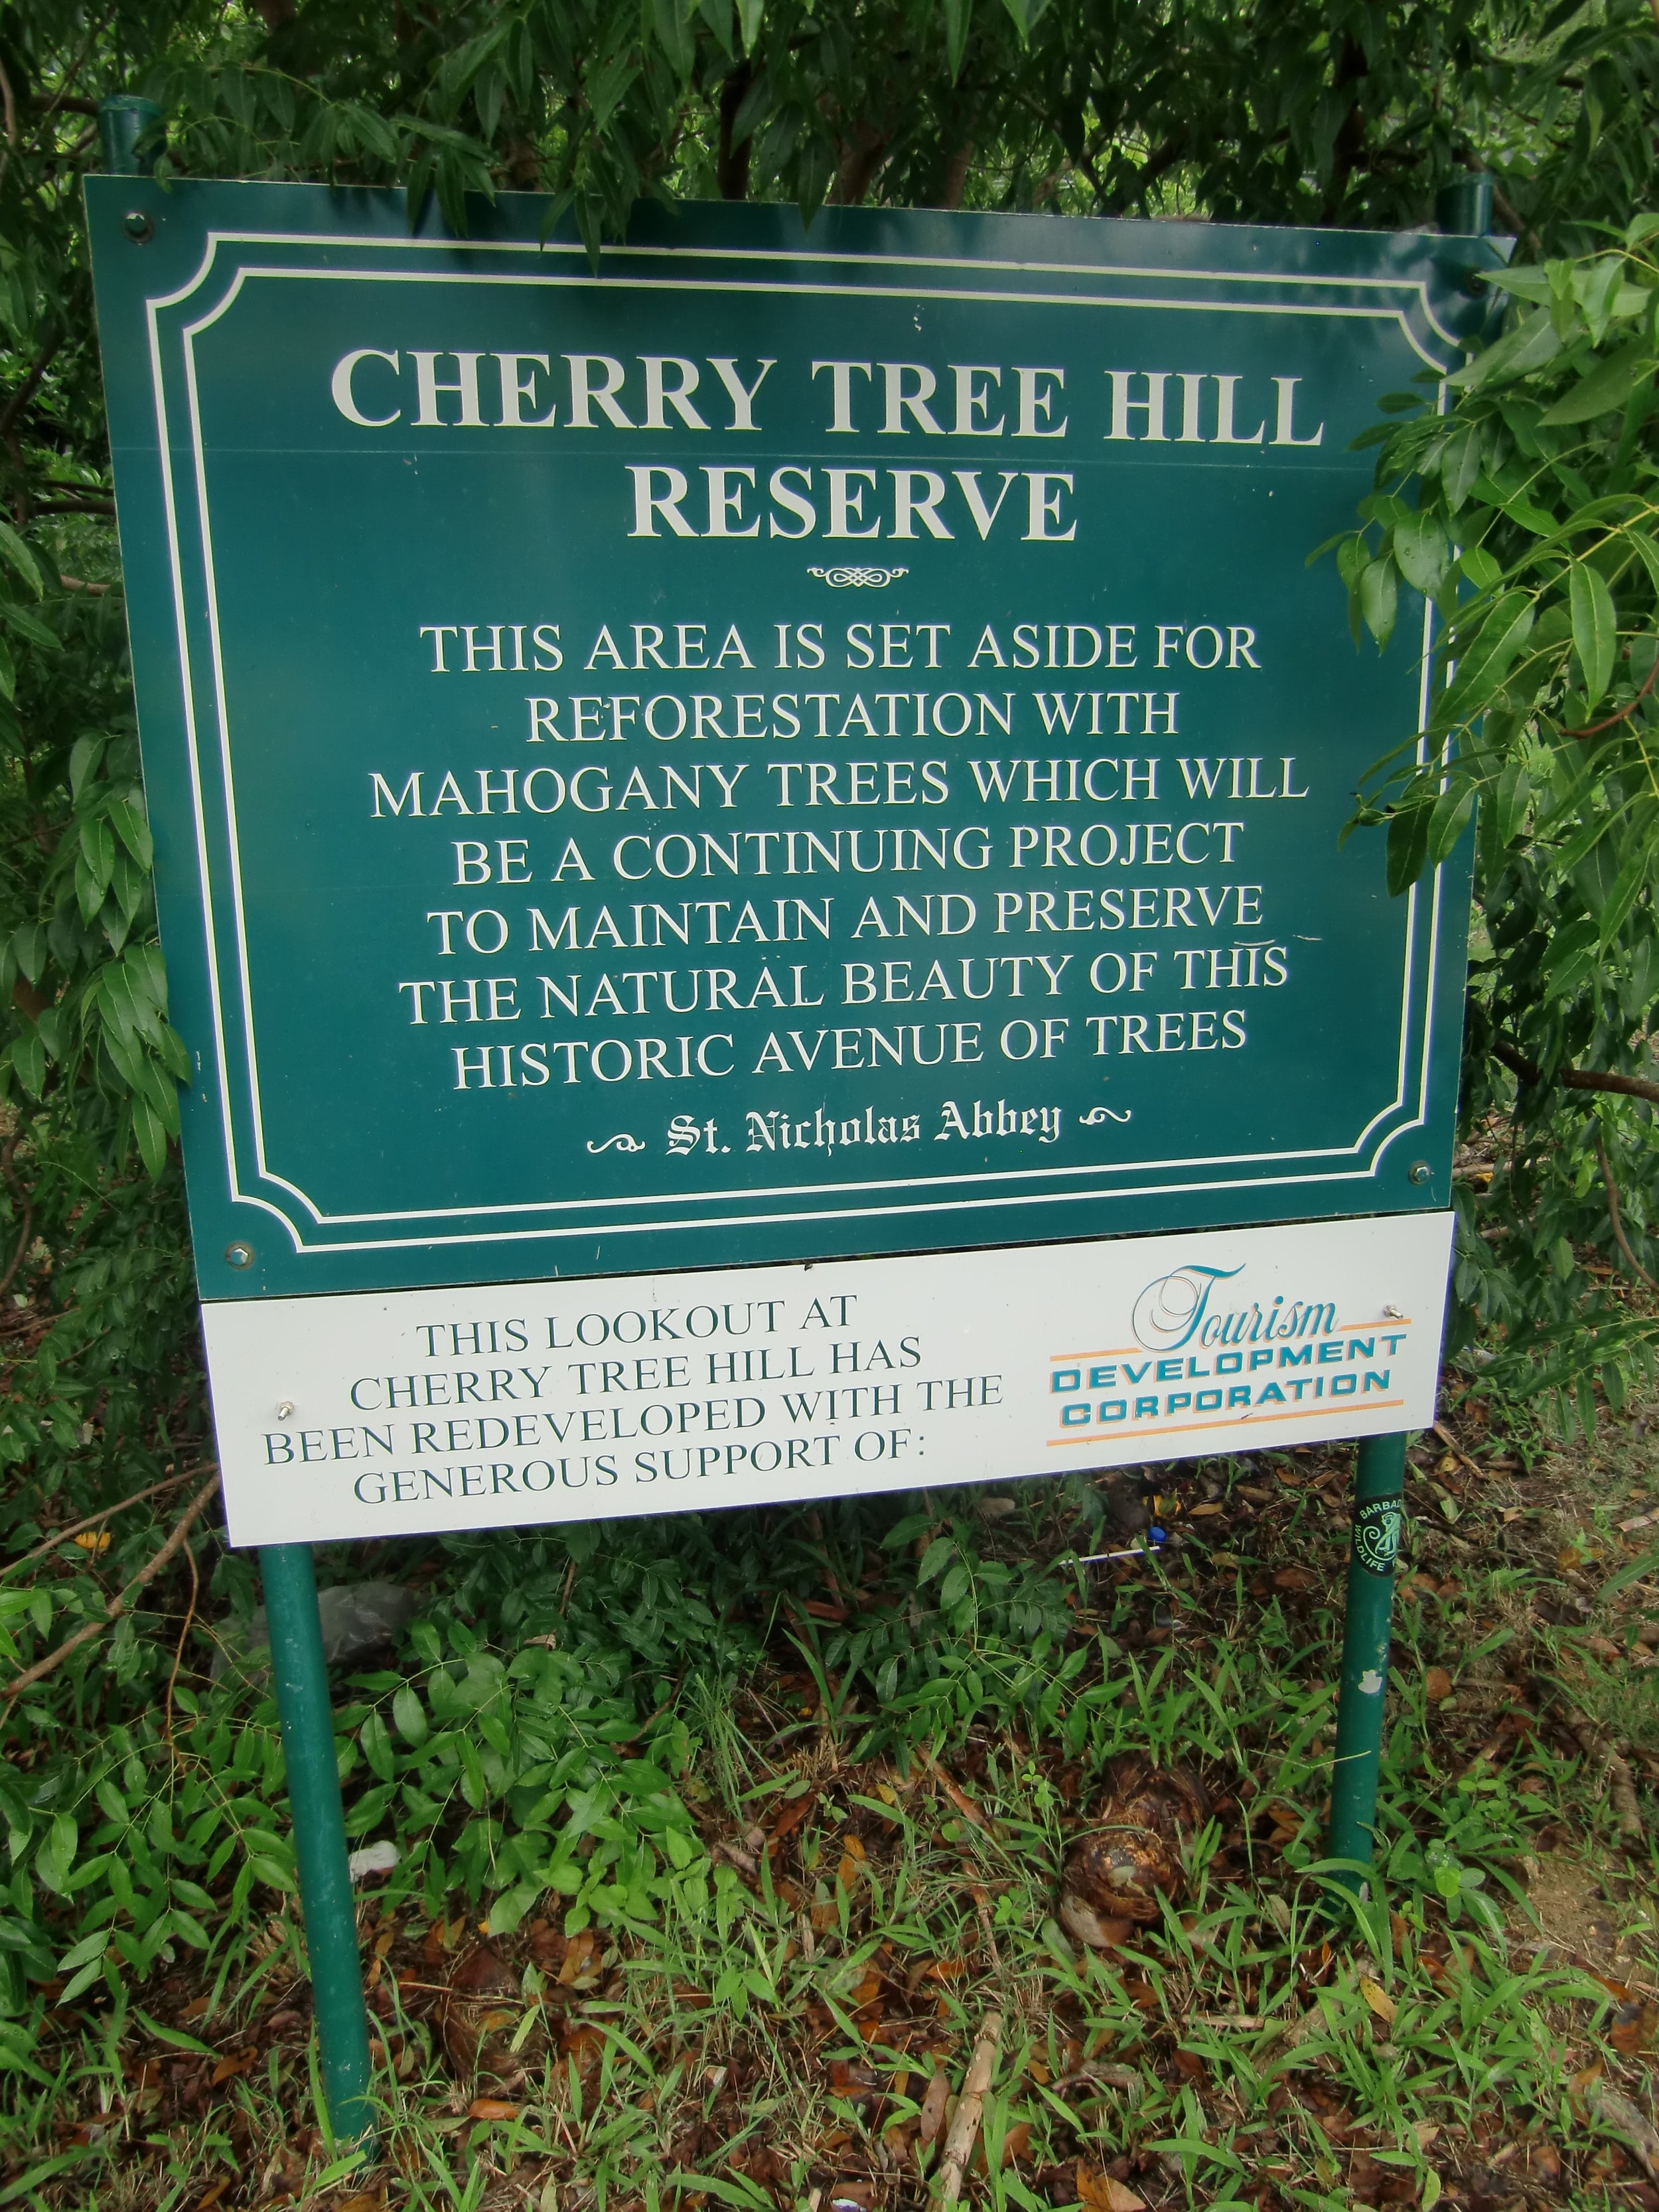 CHERRY TREE HILL
RESERVE
THIS AREA IS SET ASIDE FOR
REFORESTATION WITH
MAHOGANY TREES WHICH WILL
BE A CONTINUING PROJECT
TO MAINTAIN AND PRESERVE
THE NATURAL BEAUTY OF THIS
HISTORIC AVENUE OF TREES
St. Nicholas Abbey
THIS LOOKOUT AT
CHERRY TREE HILL HAS
BEEN REDEVELOPED WITH THE
GENEROUS SUPPORT OF:
Tourism
DEVELOPMENT
CORPORATION
WILDLIFE